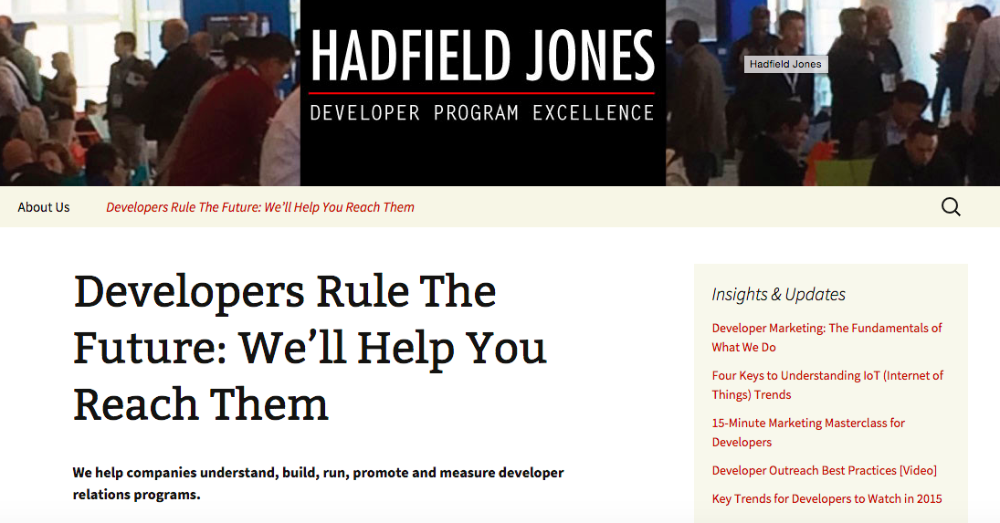 HADFIELD JONES
DEVELOPER PROGRAM EXCELLENCE
Hadfield Jones
About Us
Developers Rule The Future: We’ll Help You Reach Them
Developers Rule The
Future: We’ll Help You
Reach Them
We help companies understand, build, run, promote and measure developer
relations programs.
Insights & Updates
Developer Marketing: The Fundamentals of
What We Do
Four Keys to Understanding IoT (Internet of
Things) Trends
15-Minute Marketing Masterclass for
Developers
Developer Outreach Best Practices [Video]
Key Trends for Developers to Watch in 2015